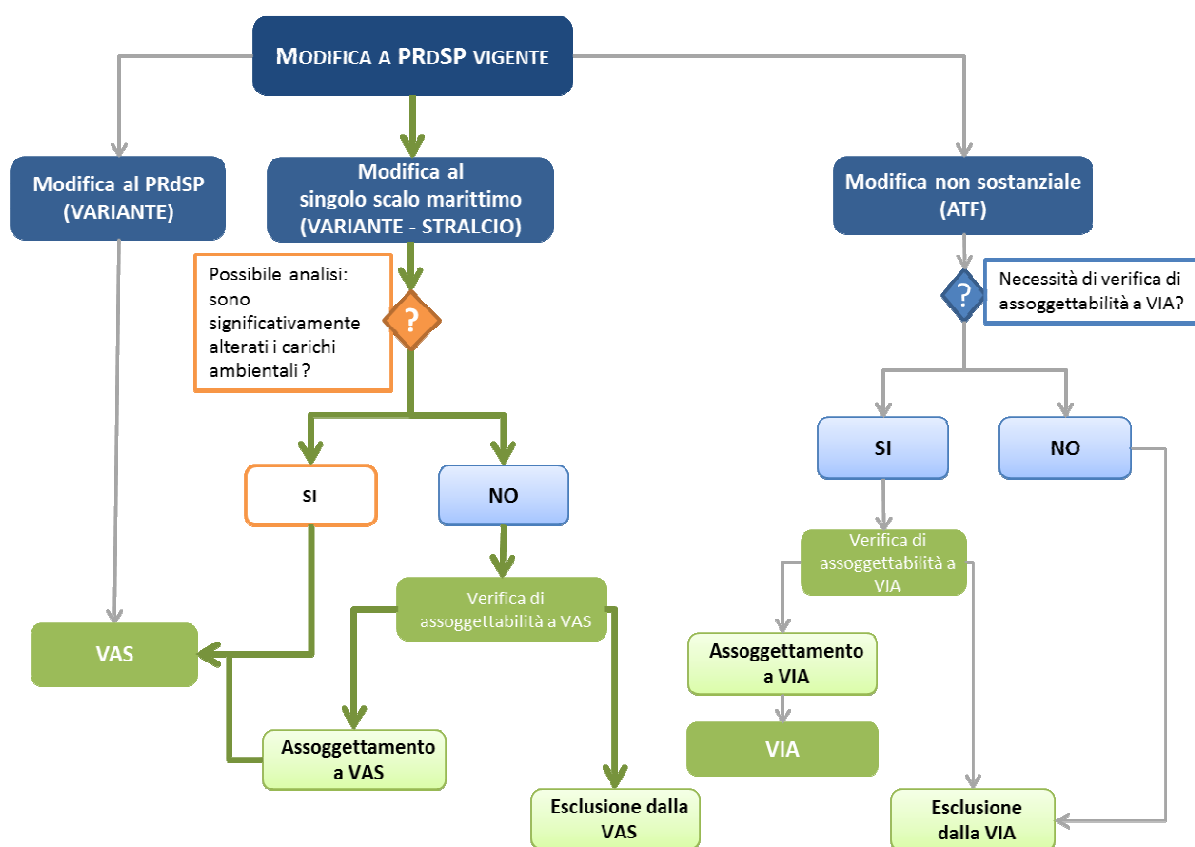 MODIFICA A PRDSP VIGENTE
Modifica al PRdSP
(VARIANTE)
Modifica al
singolo scalo marittimo
(VARIANTE - STRALCIO)
Modifica non sostanziale
(ATF)
Possibile analisi:
sono
significativamente
alterati i carichi
ambientali ?
?
?
Necessità di verifica di
assoggettabilità a VIA?
SI
NO
SI
NO
Verifica di
assoggettabilità a VAS
Verifica di
assoggettabilità a
VIA
VAS
Assoggettamento
a VIA
VIA
Assoggettamento
a VAS
Esclusione dalla
VAS
Esclusione
dalla VIA